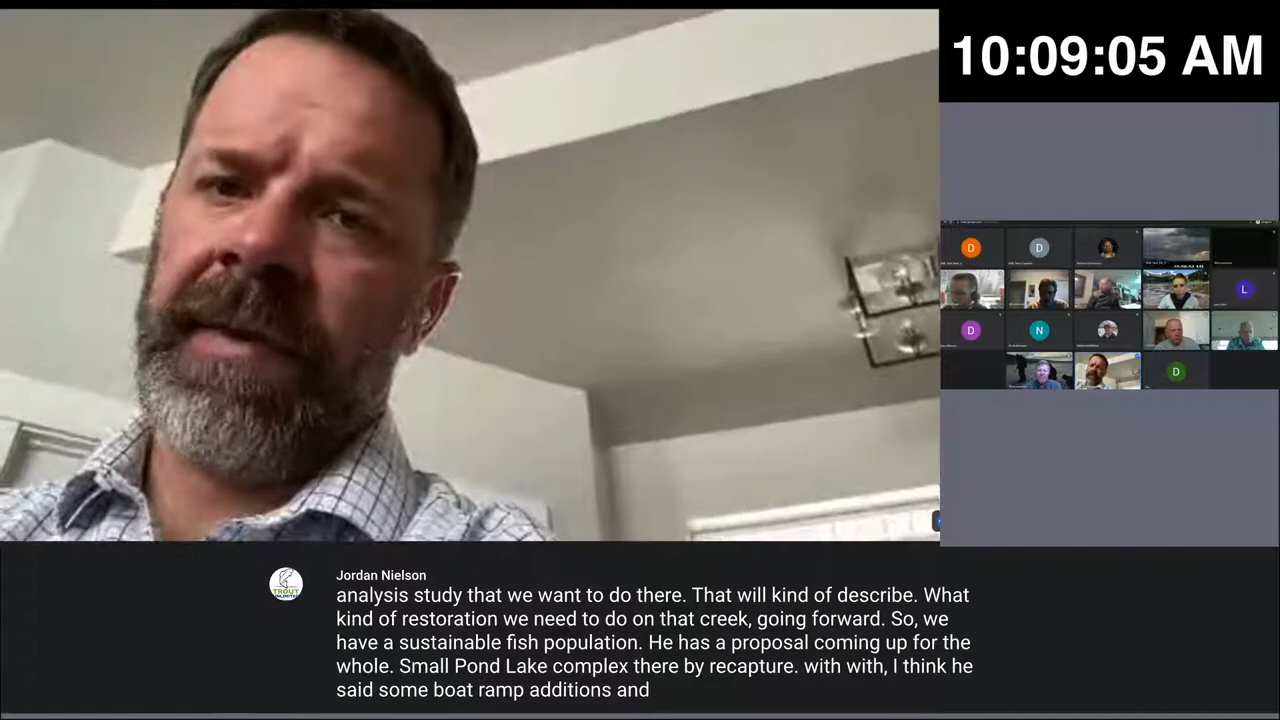 10:09:05 AM
D
D
L
D
N
D
TROUT
UNLIMITED
Jordan Nielson
analysis study that we want to do there. That will kind of describe. What
kind of restoration we need to do on that creek, going forward. So, we
have a sustainable fish population. He has a proposal coming up for the
whole. Small Pond Lake complex there by recapture. with with, I think he
said some boat ramp additions and